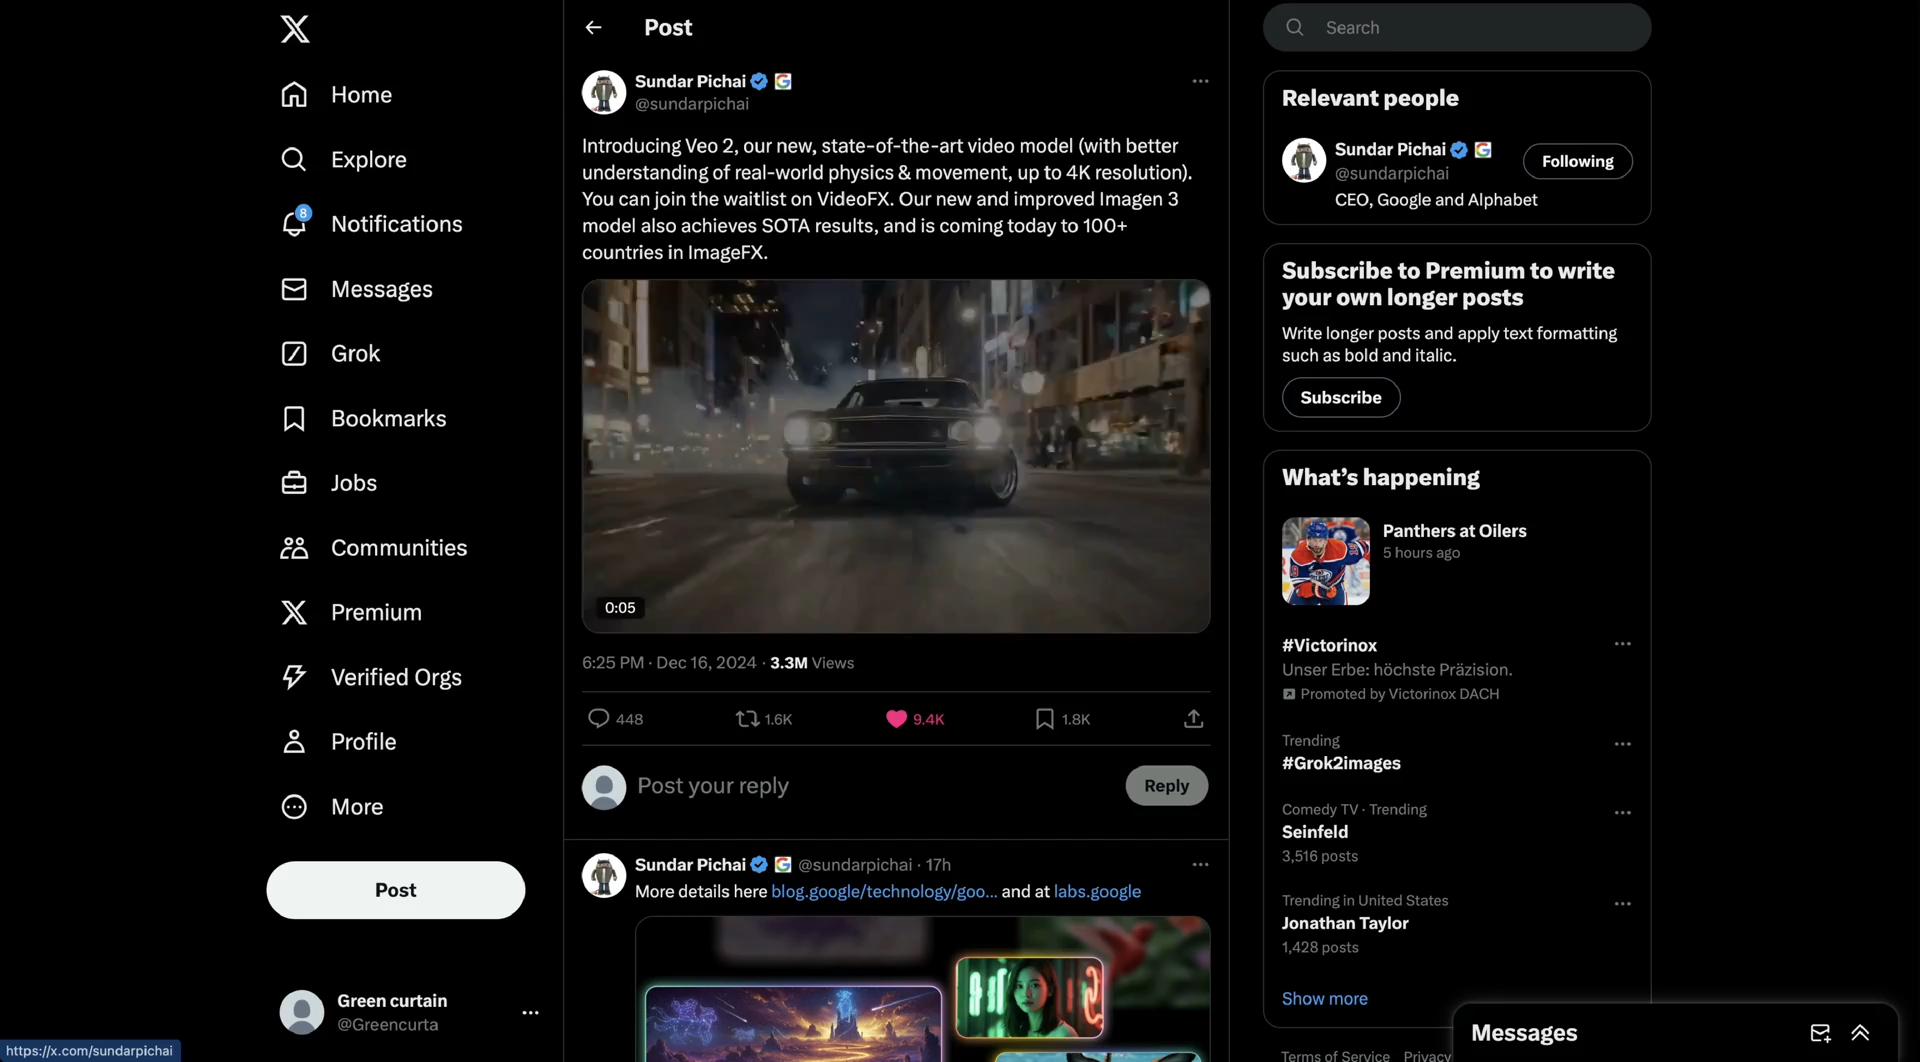 Home
Explore
8
Notifications
Messages
Grok
Bookmarks
Jobs
Communities
Premium
Verified Orgs
Profile
More
Post
Green curtain
@Greencurta
https://x.com/sundarpichai
Post
Sundar Pichai
@sundarpichai
Introducing Veo 2, our new, state-of-the-art video model (with better
understanding of real-world physics & movement, up to 4K resolution).
You can join the waitlist on VideoFX. Our new and improved Imagen 3
model also achieves SOTA results, and is coming today to 100+
countries in ImageFX.
0:05
6:25 PM · Dec 16, 2024 · 3.3M Views
448 1.6K 9.4K 1.8K
Post your reply
Reply
Sundar Pichai @sundarpichai · 17h
More details here blog.google/technology/goo... and at labs.google
Search
Relevant people
Sundar Pichai
@sundarpichai
Following
CEO, Google and Alphabet
Subscribe to Premium to write
your own longer posts
Write longer posts and apply text formatting
such as bold and italic.
Subscribe
What's happening
Panthers at Oilers
5 hours ago
#Victorinox
Unser Erbe: höchste Präzision.
Promoted by Victorinox DACH
Trending
#Grok2images
Comedy TV · Trending
Seinfeld
3,516 posts
Trending in United States
Jonathan Taylor
1,428 posts
Show more
Messages
Terms of Service Privacy